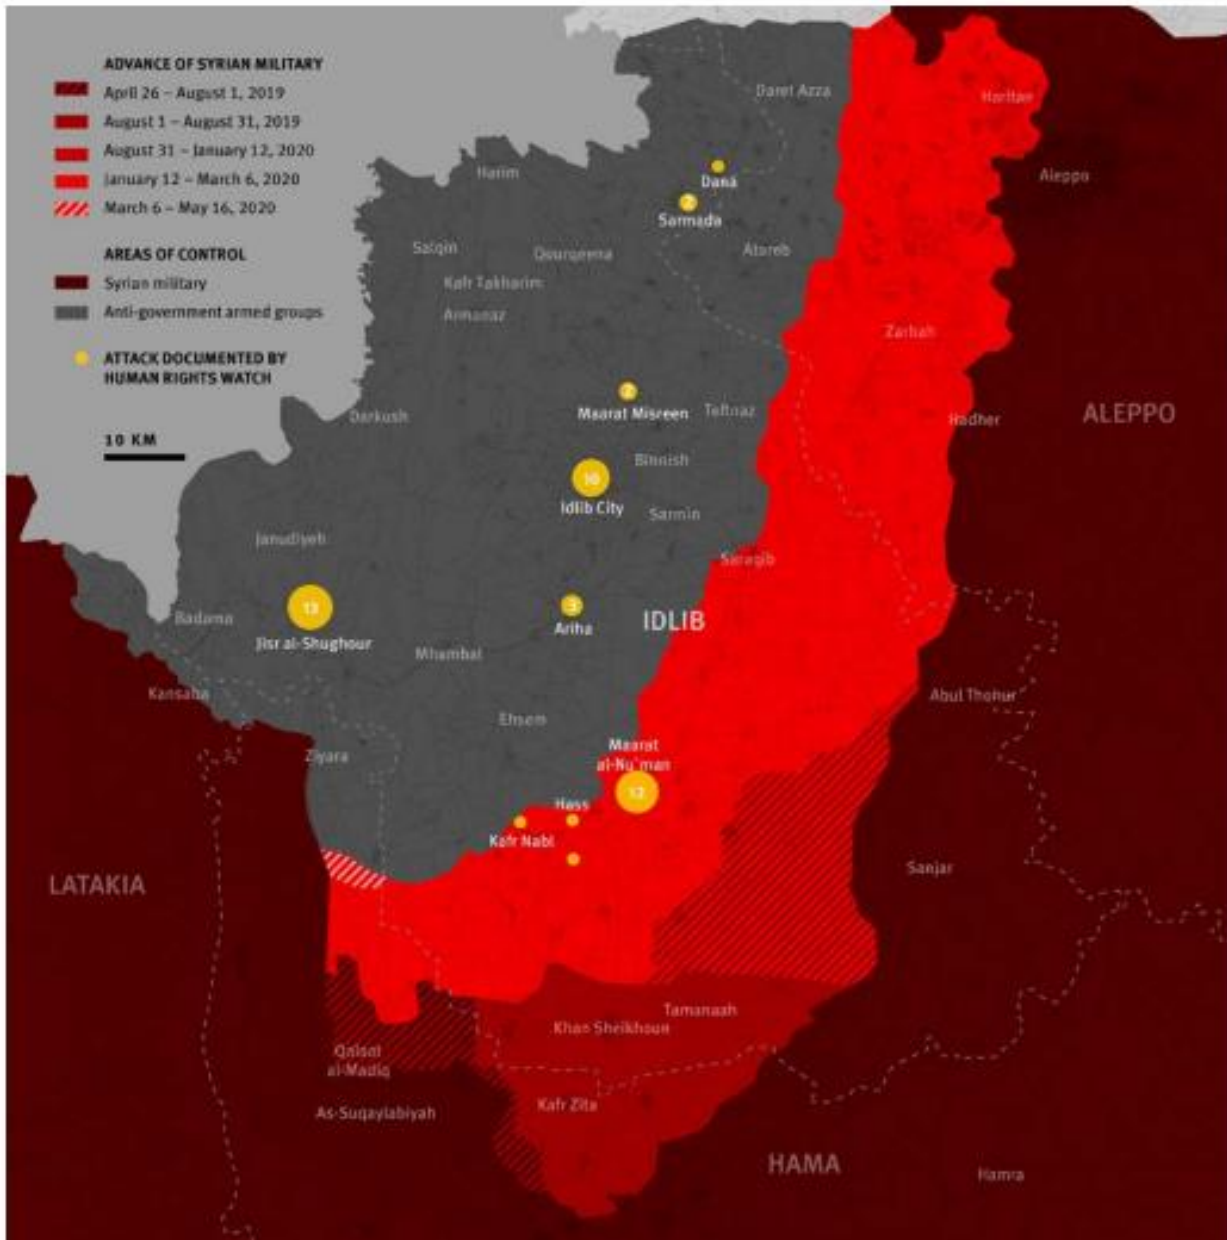 ADVANCE OF SYRIAN MILITARY
April 26 – August 1, 2019
August 1 – August 31, 2019
August 31 – January 12, 2020
January 12 – March 6, 2020
March 6 – May 16, 2020
AREAS OF CONTROL
Syrian military
Anti-government armed groups
ATTACK DOCUMENTED BY
HUMAN RIGHTS WATCH
10 KM
Daret Azza
Haritan
Harim
Dana
Aleppo
2
Sarmada
Salqin
Qourqeena
Atareb
Kafr Takharim
Armanaz
Zarbah
2
Maarat Misreen
Teftnaz
Darkush
Hadher
ALEPPO
Binnish
10
Idlib City
Sarmin
Janudiyeh
Saraqib
13
3
Badama
Ariha
IDLIB
Jisr al-Shughour
Mhambal
Kansaba
Abul Thohur
Ehsem
Maarat
al-Nu'man
Ziyara
12
Hass
Kafr Nabl
Sanjar
LATAKIA
Tamanaah
Khan Sheikhoun
Qalaat
al-Madiq
Kafr Zita
As-Suqaylabiyah
HAMA
Hamra